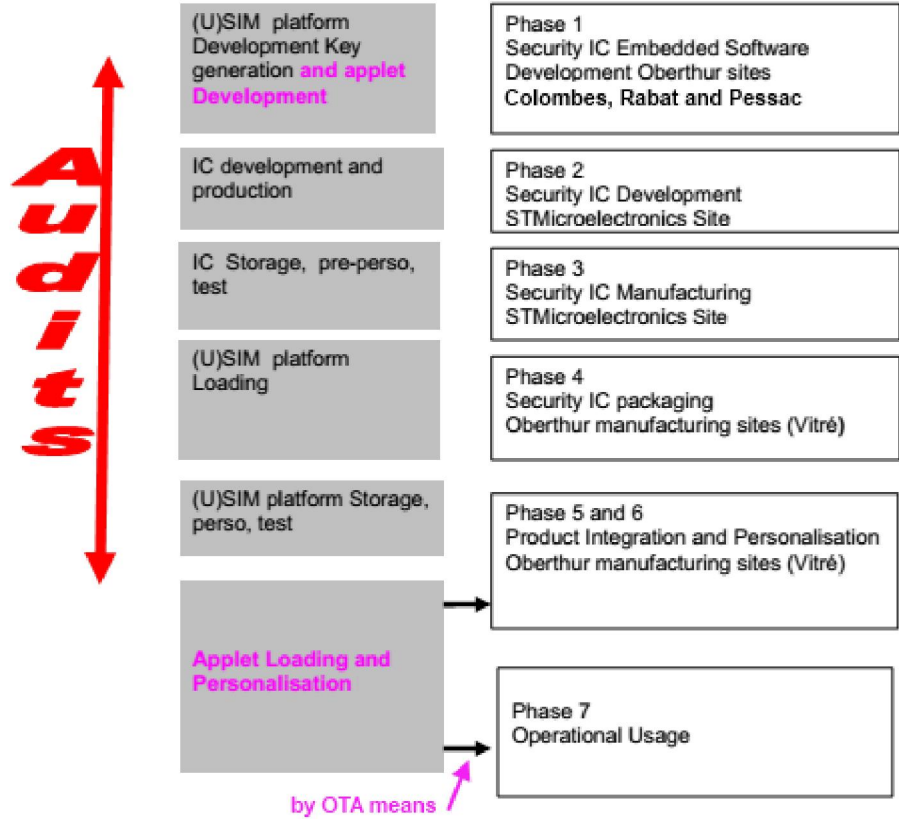 Audits
(U)SIM platform
Development Key
generation and applet
Development
Phase 1
Security IC Embedded Software
Development Oberthur sites
Colombes, Rabat and Pessac
IC development and
production
Phase 2
Security IC Development
STMicroelectronics Site
IC Storage, pre-perso,
test
Phase 3
Security IC Manufacturing
STMicroelectronics Site
(U)SIM platform
Loading
Phase 4
Security IC packaging
Oberthur manufacturing sites (Vitré)
(U)SIM platform Storage,
perso, test
Phase 5 and 6
Product Integration and Personalisation
Oberthur manufacturing sites (Vitré)
Applet Loading and
Personalisation
Phase 7
Operational Usage
by OTA means